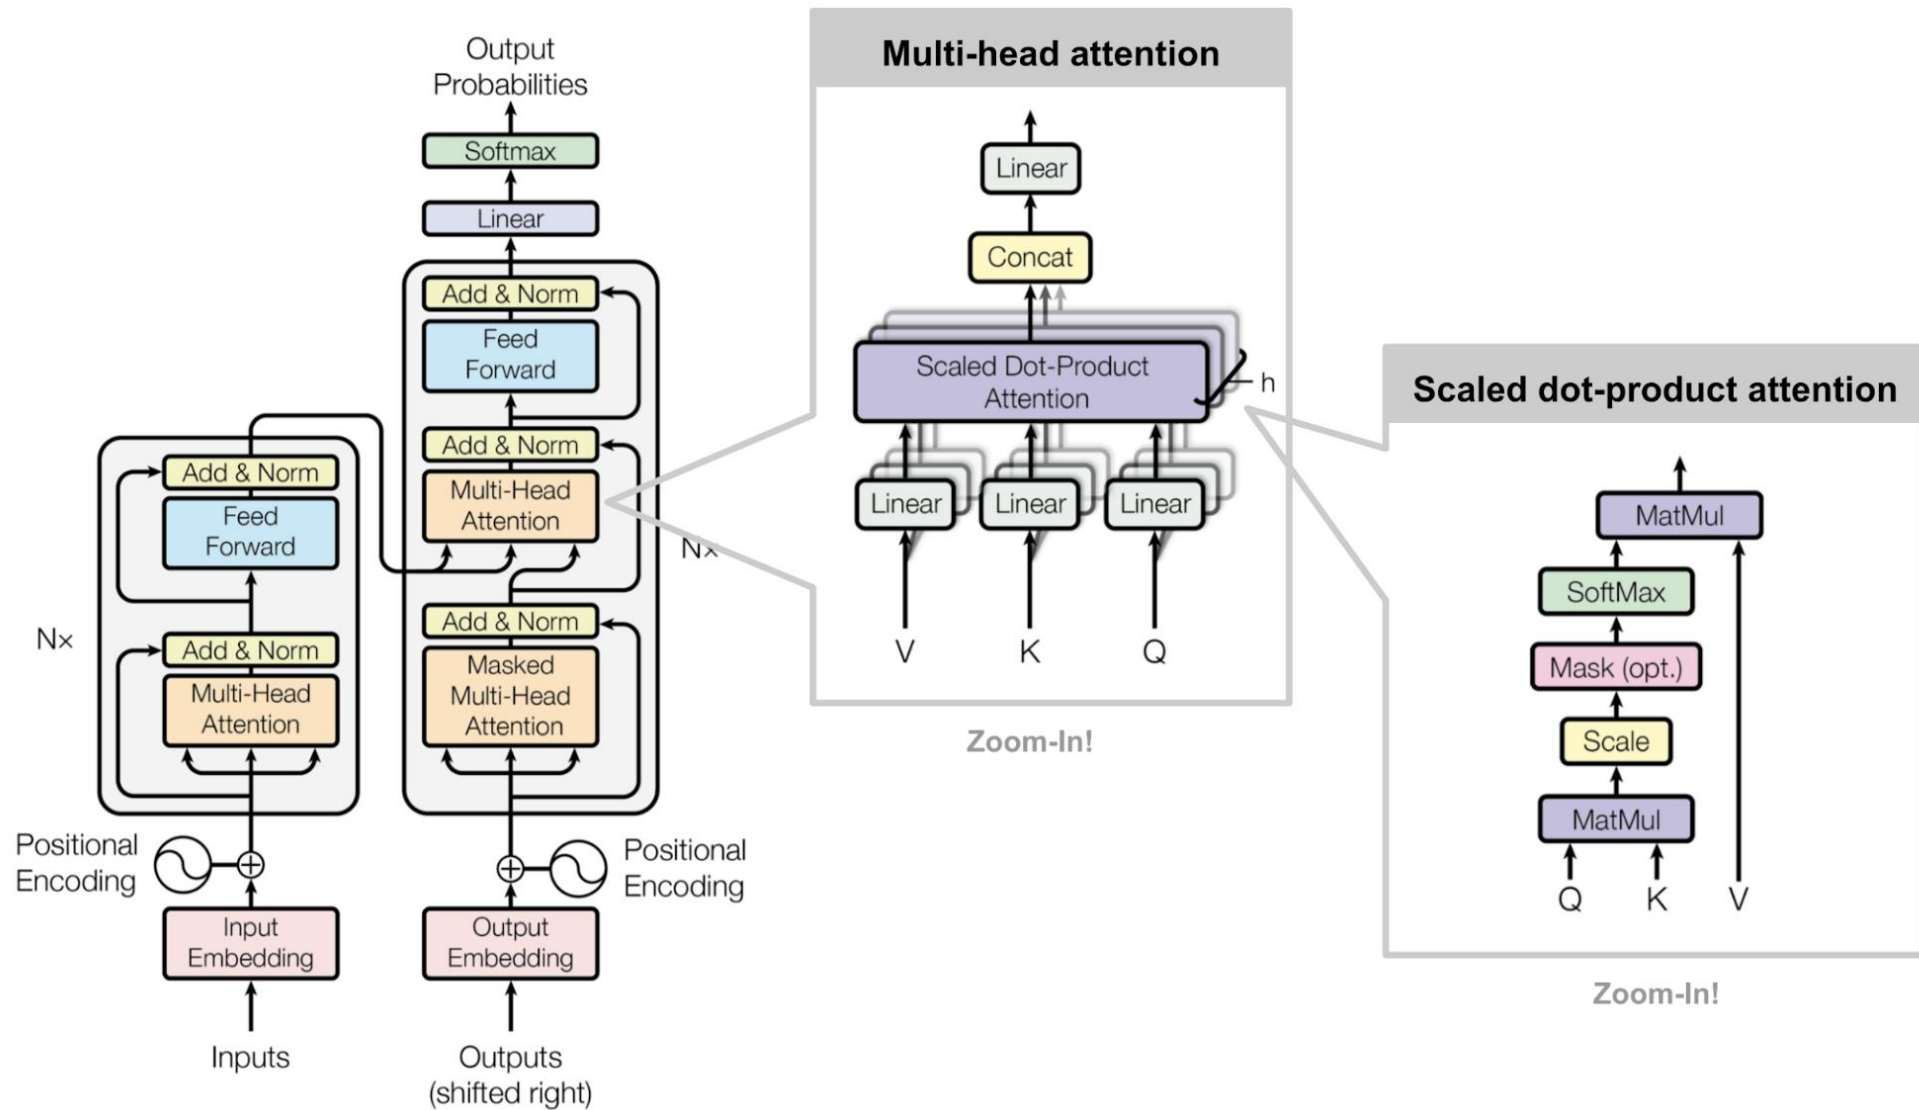 Output
Probabilities
Softmax
Linear
Add & Norm
Feed
Forward
Add & Norm
Multi-Head
Attention
Add & Norm
Masked
Multi-Head
Attention
Nx
Positional
Encoding
Output
Embedding
Outputs
(shifted right)
Add & Norm
Feed
Forward
Add & Norm
Multi-Head
Attention
Nx
Positional
Encoding
Input
Embedding
Inputs
Multi-head attention
Linear
Concat
Scaled Dot-Product
Attention
h
Linear Linear Linear
V K Q
Zoom-In!
Scaled dot-product attention
MatMul
SoftMax
Mask (opt.)
Scale
MatMul
Q K V
Zoom-In!